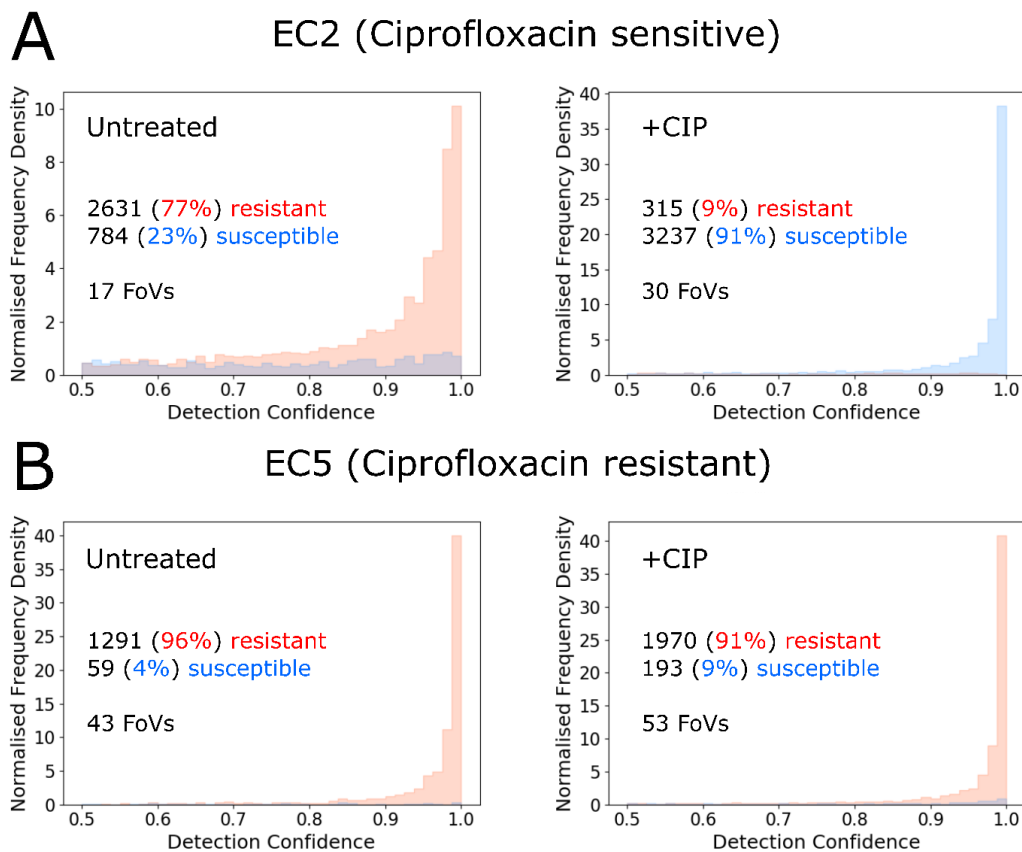 A
EC2 (Ciprofloxacin sensitive)
Normalised Frequency Density
10
8
6
4
2
0
Untreated
2631 (77%) resistant
784 (23%) susceptible
17 FoVs
0.5 0.6 0.7 0.8 0.9 1.0
Detection Confidence
Normalised Frequency Density
40
35
30
25
20
15
10
5
0
+CIP
315 (9%) resistant
3237 (91%) susceptible
30 FoVs
0.5 0.6 0.7 0.8 0.9 1.0
Detection Confidence
B
EC5 (Ciprofloxacin resistant)
Normalised Frequency Density
40
35
30
25
20
15
10
5
0
Untreated
1291 (96%) resistant
59 (4%) susceptible
43 FoVs
0.5 0.6 0.7 0.8 0.9 1.0
Detection Confidence
Normalised Frequency Density
40
35
30
25
20
15
10
5
0
+CIP
1970 (91%) resistant
193 (9%) susceptible
53 FoVs
0.5 0.6 0.7 0.8 0.9 1.0
Detection Confidence